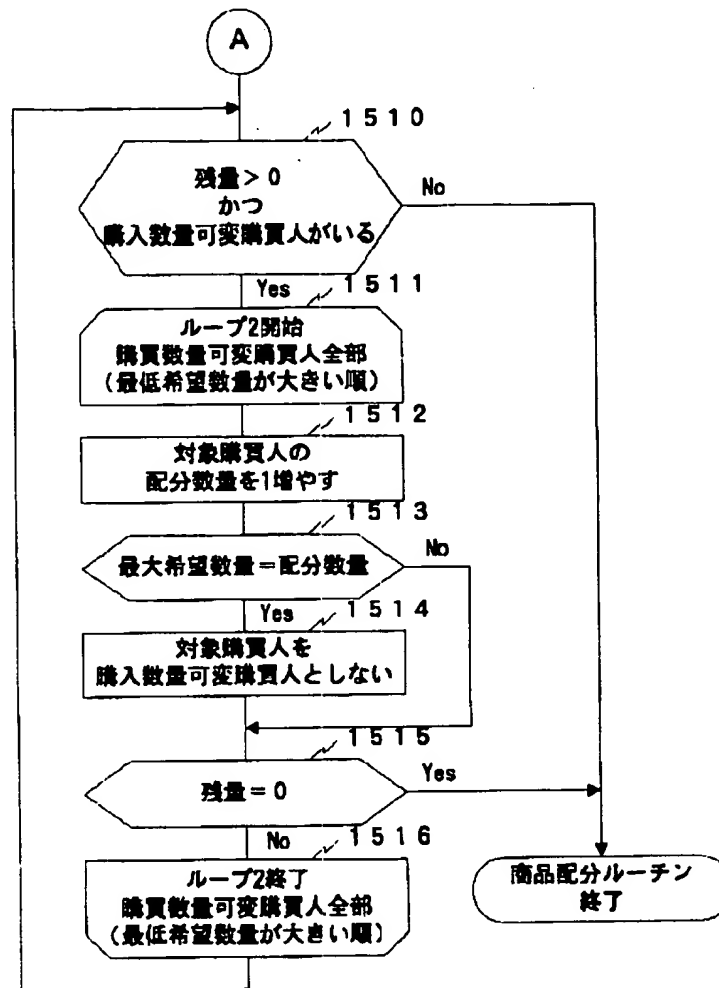 A
1510
残量>0
かつ
購入数量可変購買人がいる
No
Yes
1511
ループ2開始
購買数量可変購買人全部
(最低希望数量が大きい順)
1512
対象購買人の
配分数量を1増やす
1513
最大希望数量=配分数量
No
Yes
1514
対象購買人を
購入数量可変購買人としない
1515
残量=0
Yes
No
1516
ループ2終了
購買数量可変購買人全部
(最低希望数量が大きい順)
商品配分ルーチン
終了